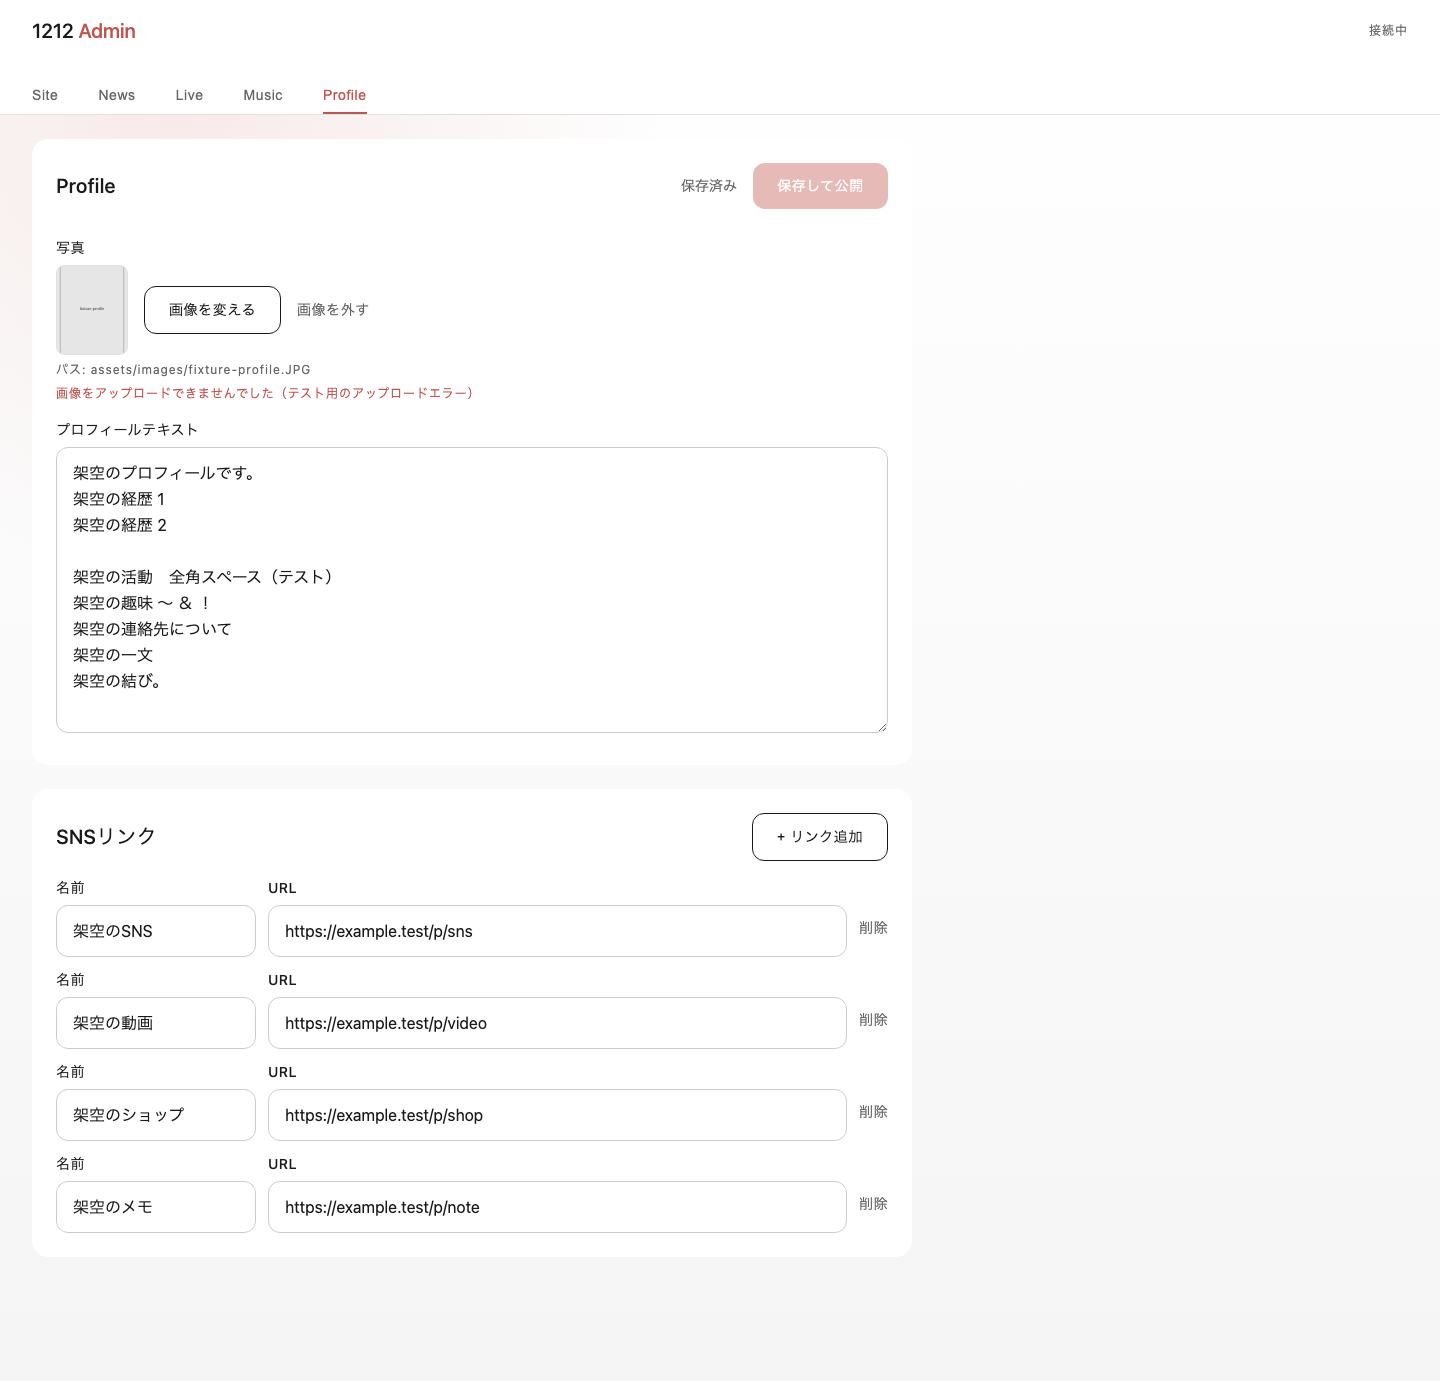 1212 Admin
接続中
Site
News
Live
Music
Profile
Profile
保存済み
保存して公開
写真
fixture-profile
画像を変える
画像を外す
パス: assets/images/fixture-profile.JPG
画像をアップロードできませんでした（テスト用のアップロードエラー）
プロフィールテキスト
架空のプロフィールです。
架空の経歴 1
架空の経歴 2
架空の活動　全角スペース（テスト）
架空の趣味 〜 ＆ ！
架空の連絡先について
架空の一文
架空の結び。
SNSリンク
+ リンク追加
名前
URL
架空のSNS
https://example.test/p/sns
削除
名前
URL
架空の動画
https://example.test/p/video
削除
名前
URL
架空のショップ
https://example.test/p/shop
削除
名前
URL
架空のメモ
https://example.test/p/note
削除